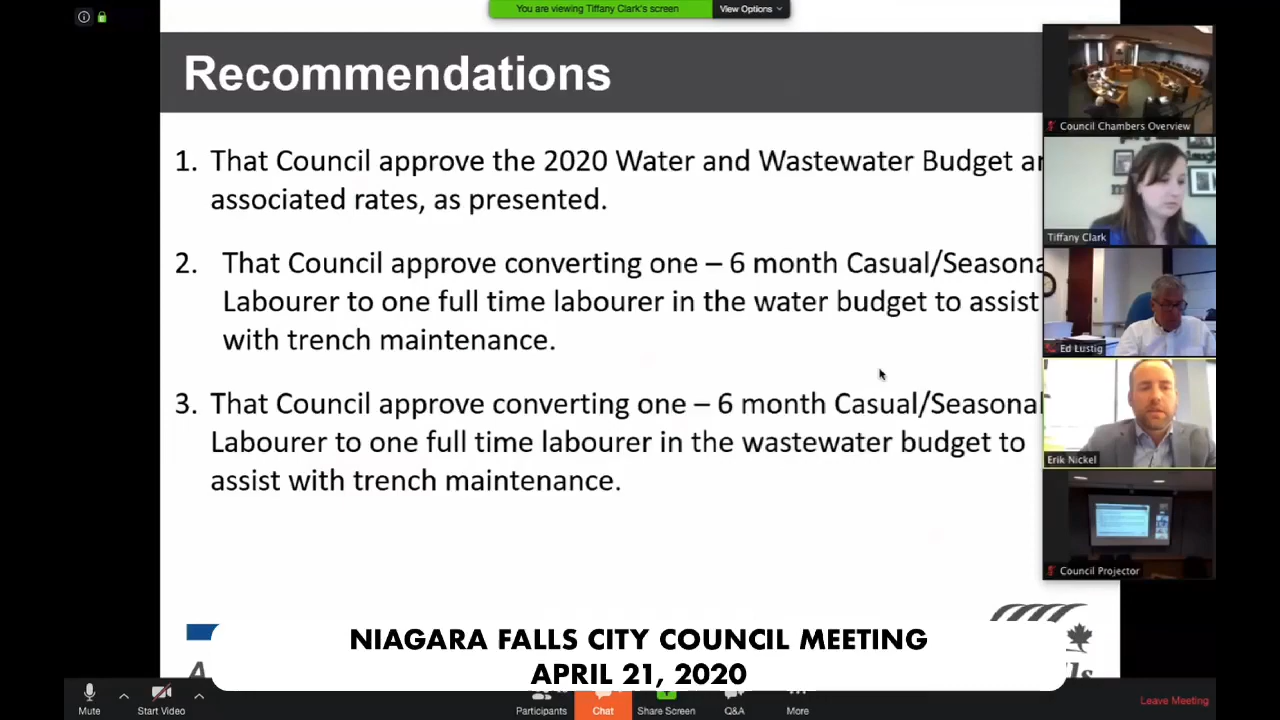 You are viewing Tiffany Clark's screen
View Options
Recommendations
1. That Council approve the 2020 Water and Wastewater Budget
associated rates, as presented.
2. That Council approve converting one – 6 month Casual/Seasona
Labourer to one full time labourer in the water budget to assist
with trench maintenance.
3. That Council approve converting one – 6 month Casual/Seasonal
Labourer to one full time labourer in the wastewater budget to
assist with trench maintenance.
Council Chambers Overview
Tiffany Clark
Ed Lustig
Erik Nickel
Council Projector
NIAGARA FALLS CITY COUNCIL MEETING
APRIL 21, 2020
Mute
Start Video
Participants
Chat
Share Screen
Q&A
More
Leave Meeting